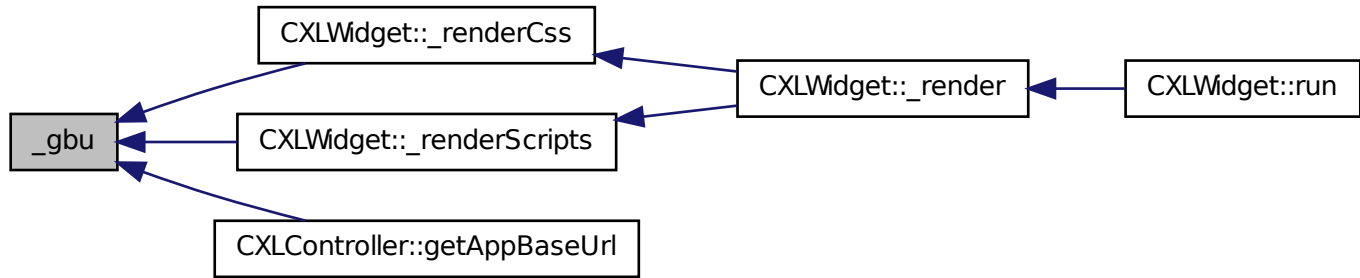 CXLWidget::_renderCss
CXLWidget::_render
CXLWidget::run
_gbu
CXLWidget::_renderScripts
CXLController::getAppBaseUrl